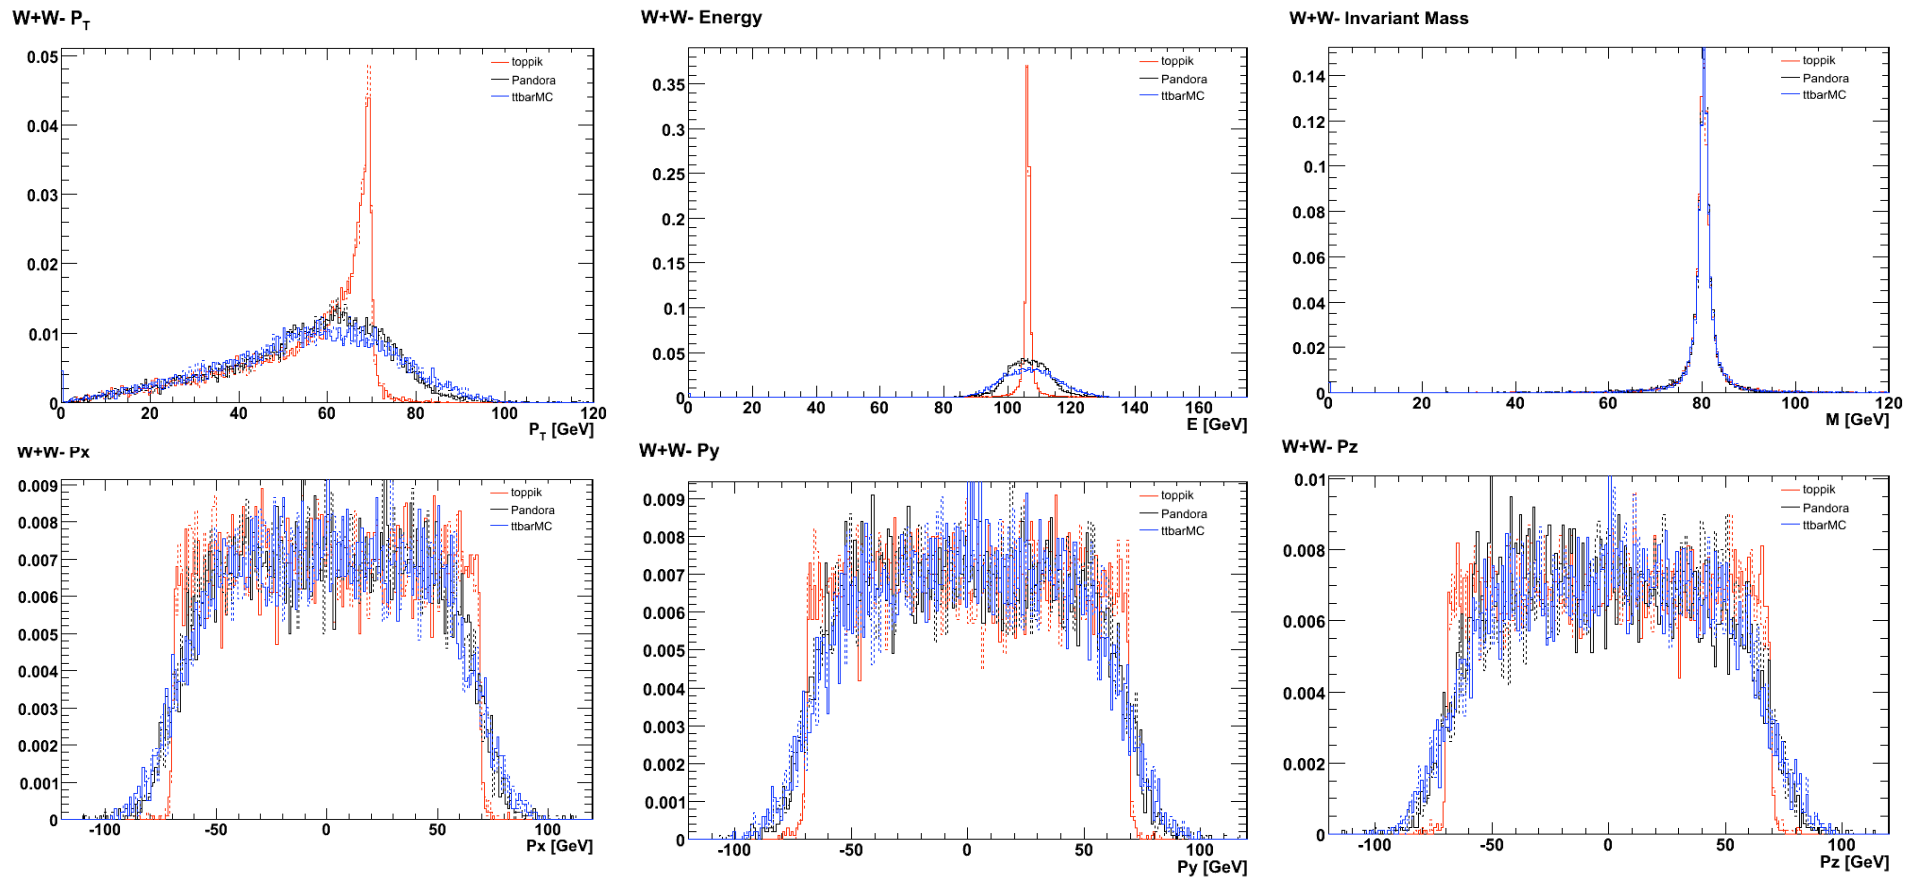 W+W- P_T
0.05
0.04
0.03
0.02
0.01
0
toppik
Pandora
ttbarMC
0 20 40 60 80 100 120
P_T [GeV]
W+W- Energy
0.35
0.3
0.25
0.2
0.15
0.1
0.05
0
toppik
Pandora
ttbarMC
0 20 40 60 80 100 120 140 160
E [GeV]
W+W- Invariant Mass
0.14
0.12
0.1
0.08
0.06
0.04
0.02
0
toppik
Pandora
ttbarMC
0 20 40 60 80 100 120
M [GeV]
W+W- Px
0.009
0.008
0.007
0.006
0.005
0.004
0.003
0.002
0.001
0
toppik
Pandora
ttbarMC
-100 -50 0 50 100
Px [GeV]
W+W- Py
0.009
0.008
0.007
0.006
0.005
0.004
0.003
0.002
0.001
0
toppik
Pandora
ttbarMC
-100 -50 0 50 100
Py [GeV]
W+W- Pz
0.01
0.008
0.006
0.004
0.002
0
toppik
Pandora
ttbarMC
-100 -50 0 50 100
Pz [GeV]